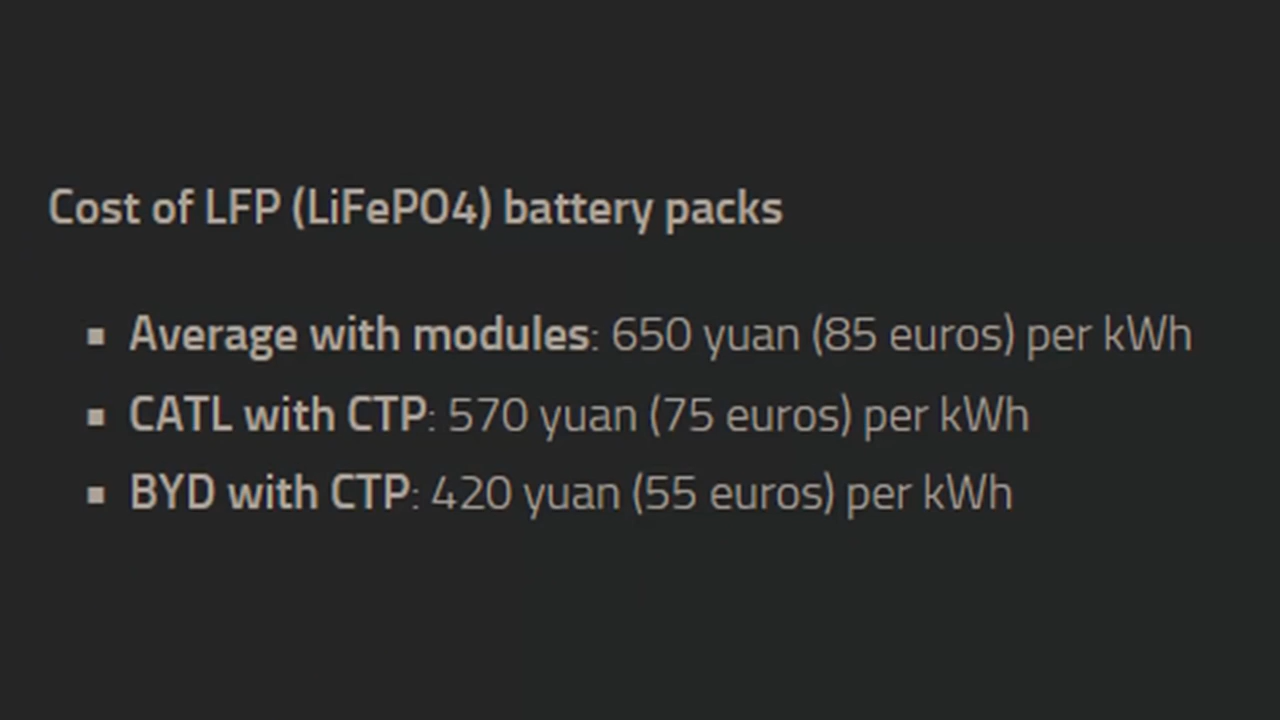 Cost of LFP (LiFePO4) battery packs
▪ Average with modules: 650 yuan (85 euros) per kWh
▪ CATL with CTP: 570 yuan (75 euros) per kWh
▪ BYD with CTP: 420 yuan (55 euros) per kWh